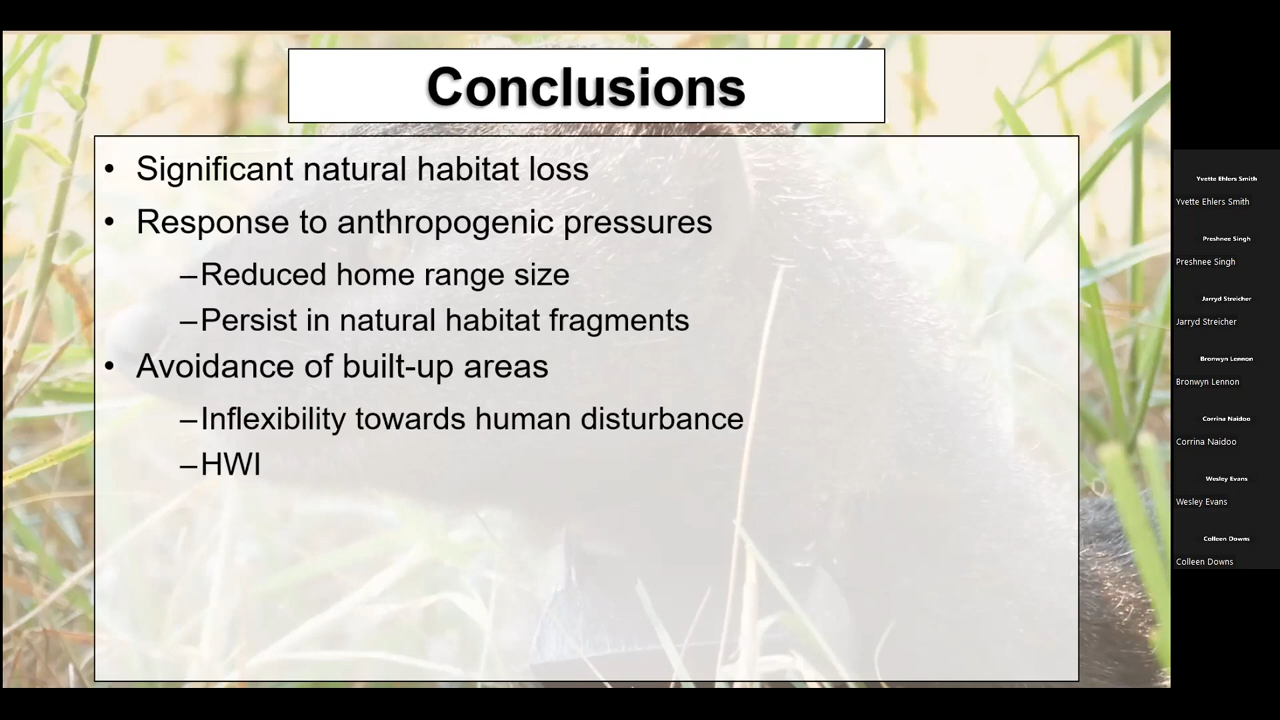 Conclusions
• Significant natural habitat loss
• Response to anthropogenic pressures
–Reduced home range size
–Persist in natural habitat fragments
• Avoidance of built-up areas
–Inflexibility towards human disturbance
–HWI
Yvette Ehlers Smith
Yvette Ehlers Smith
Preshnee Singh
Preshnee Singh
Jarryd Streicher
Jarryd Streicher
Bronwyn Lennon
Bronwyn Lennon
Corrina Naidoo
Corrina Naidoo
Wesley Evans
Wesley Evans
Colleen Downs
Colleen Downs